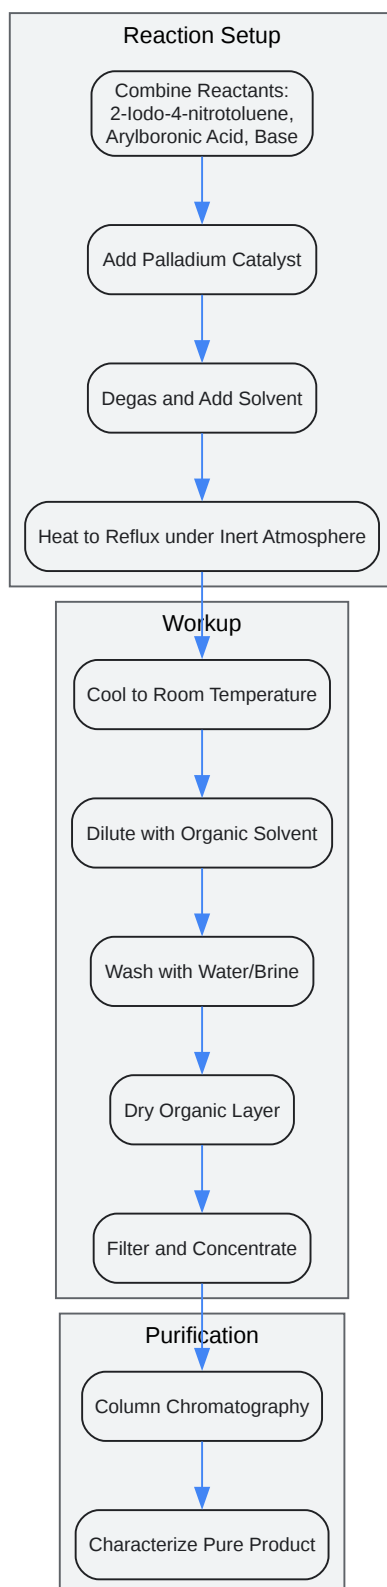 Reaction Setup
Combine Reactants:
2-Iodo-4-nitrotoluene,
Arylboronic Acid, Base
Add Palladium Catalyst
Degas and Add Solvent
Heat to Reflux under Inert Atmosphere
Workup
Cool to Room Temperature
Dilute with Organic Solvent
Wash with Water/Brine
Dry Organic Layer
Filter and Concentrate
Purification
Column Chromatography
Characterize Pure Product